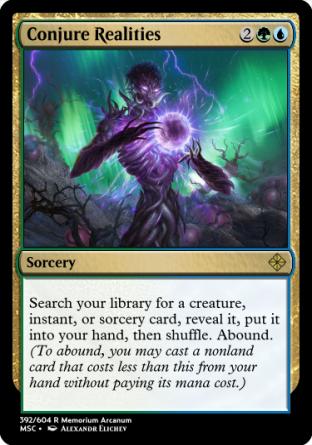 Conjure Realities 2
Sorcery
Search your library for a creature,
instant, or sorcery card, reveal it, put it
into your hand, then shuffle. Abound.
(To abound, you may cast a nonland
card that costs less than this from your
hand without paying its mana cost.)
392/604 R Memorium Arcanum
MSC • Alexandr Elichev